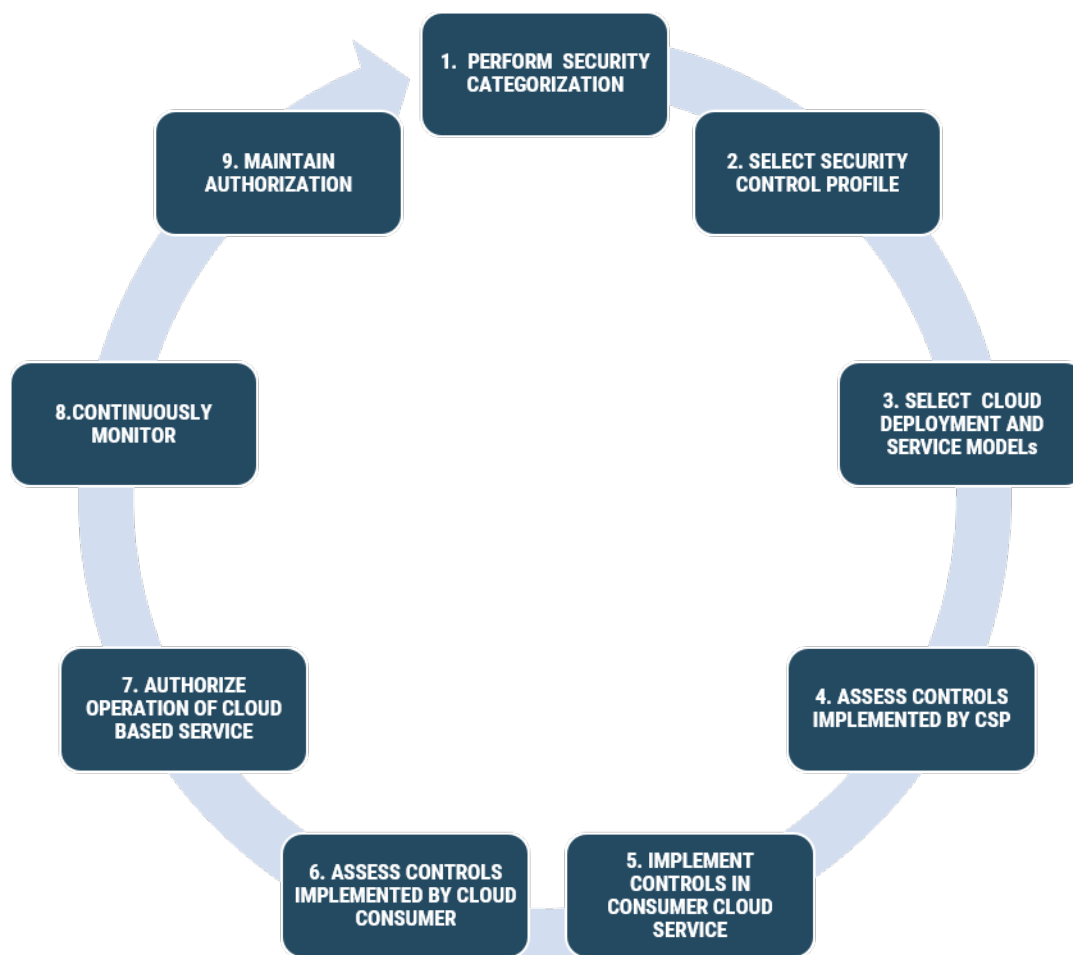 1. PERFORM SECURITY
CATEGORIZATION
2. SELECT SECURITY
CONTROL PROFILE
3. SELECT CLOUD
DEPLOYMENT AND
SERVICE MODELs
4. ASSESS CONTROLS
IMPLEMENTED BY CSP
5. IMPLEMENT
CONTROLS IN
CONSUMER CLOUD
SERVICE
6. ASSESS CONTROLS
IMPLEMENTED BY CLOUD
CONSUMER
7. AUTHORIZE
OPERATION OF CLOUD
BASED SERVICE
8.CONTINUOUSLY
MONITOR
9. MAINTAIN
AUTHORIZATION